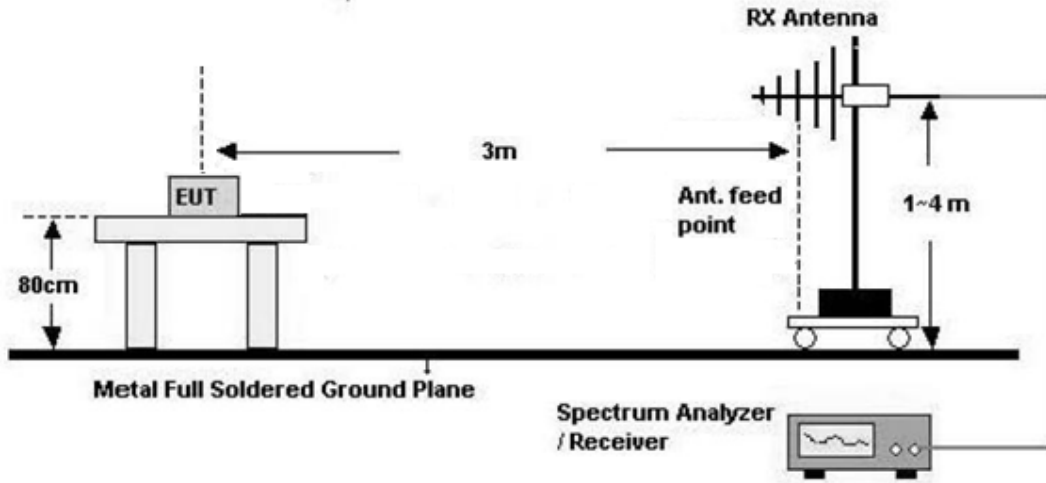 RX Antenna
3m
EUT
Ant. feed
point
1~4 m
80cm
Metal Full Soldered Ground Plane
Spectrum Analyzer
/ Receiver